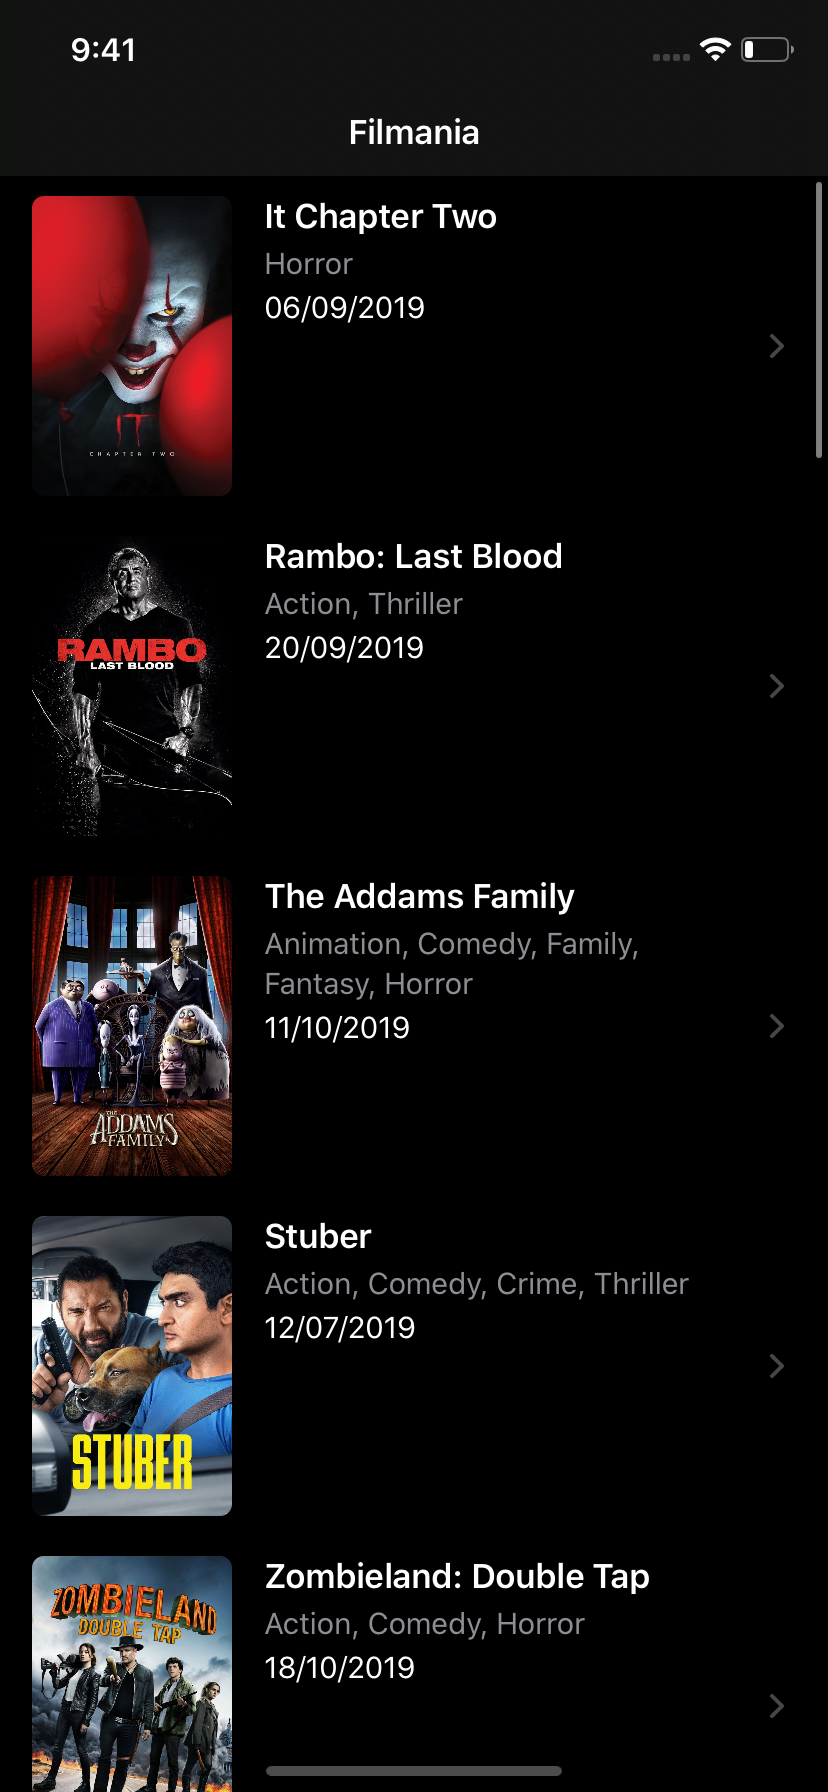 9:41
Filmania
It Chapter Two
Horror
06/09/2019
IT
CHAPTER TWO
Rambo: Last Blood
Action, Thriller
20/09/2019
RAMBO
LAST BLOOD
The Addams Family
Animation, Comedy, Family,
Fantasy, Horror
11/10/2019
THE
ADDAMS
FAMILY
Stuber
Action, Comedy, Crime, Thriller
12/07/2019
STUBER
Zombieland: Double Tap
Action, Comedy, Horror
18/10/2019
ZOMBIELAND
DOUBLE TAP